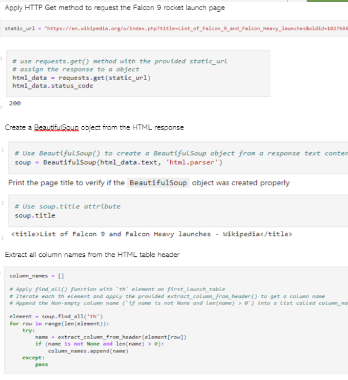 Apply HTTP Get method to request the Falcon 9 rocket launch page
static_url = "https://en.wikipedia.org/w/index.php?title=List_of_Falcon_9_and_Falcon_Heavy_launches&oldid=1027686
# use requests.get() method with the provided static_url
# assign the response to a object
html_data = requests.get(static_url)
html_data.status_code
200
Create a BeautifulSoup object from the HTML response
# Use BeautifulSoup() to create a BeautifulSoup object from a response text conten
soup = BeautifulSoup(html_data.text, 'html.parser')
Print the page title to verify if the BeautifulSoup object was created properly
# Use soup.title attribute
soup.title
<title>List of Falcon 9 and Falcon Heavy launches - Wikipedia</title>
Extract all column names from the HTML table header
column_names = []
# Apply find_all() function with `th` element on first_launch_table
# Iterate each th element and apply the provided extract_column_from_header() to get a column name
# Append the Non-empty column name (`if name is not None and len(name) > 0`) into a list called column_na
element = soup.find_all('th')
for row in range(len(element)):
try:
name = extract_column_from_header(element[row])
if (name is not None and len(name) > 0):
column_names.append(name)
except:
pass